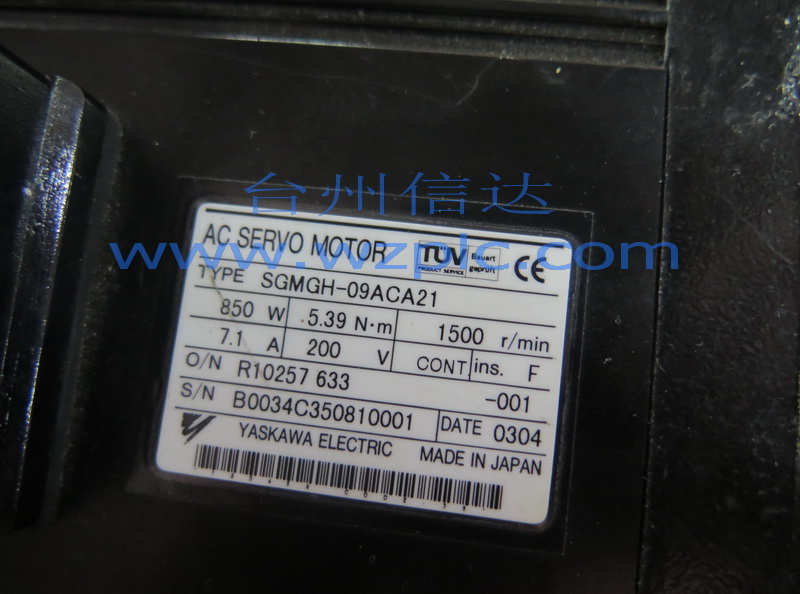 台州信达
www.wzplc.com
AC SERVO MOTOR TÜV PRODUCT SERVICE Bauart geprüft CE
TYPE SGMGH-09ACA21
850 W 5.39 N·m 1500 r/min
7.1 A 200 V CONT ins. F
O/N R10257 633 -001
S/N B0034C350810001 DATE 0304
YASKAWA ELECTRIC MADE IN JAPAN